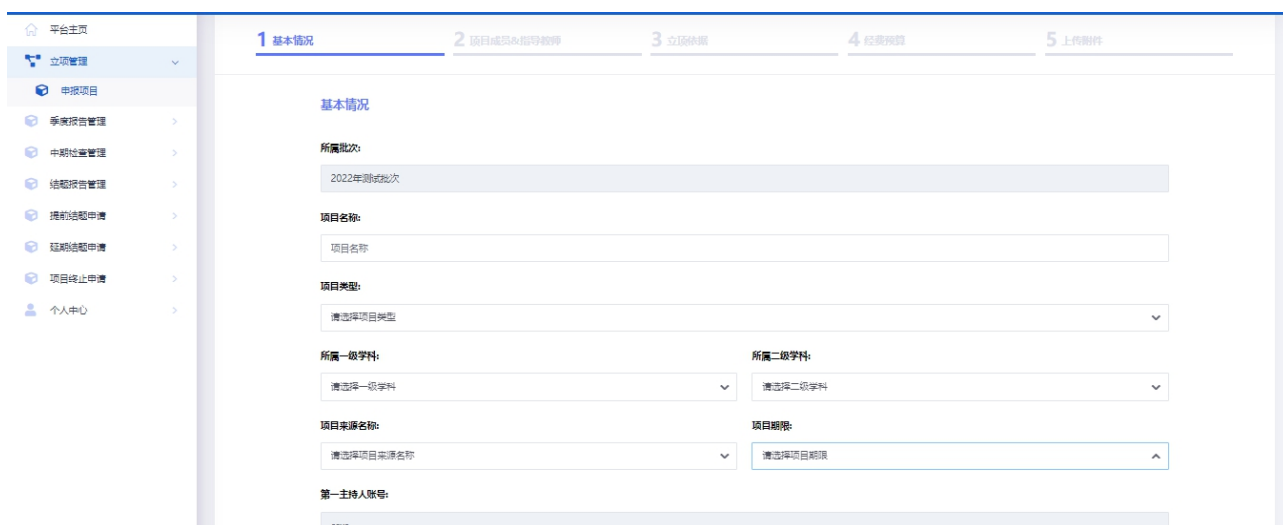 平台主页
立项管理
申报项目
季度报告管理
中期检查管理
结题报告管理
提前结题申请
延期结题申请
项目终止申请
个人中心
1 基本情况
2 项目成员&指导教师
3 立项依据
4 经费预算
5 上传附件
基本情况
所属批次:
2022年测试批次
项目名称:
项目名称
项目类型:
请选择项目类型
所属一级学科:
所属二级学科:
请选择一级学科
请选择二级学科
项目来源名称:
项目期限:
请选择项目来源名称
请选择项目期限
第一主持人账号: